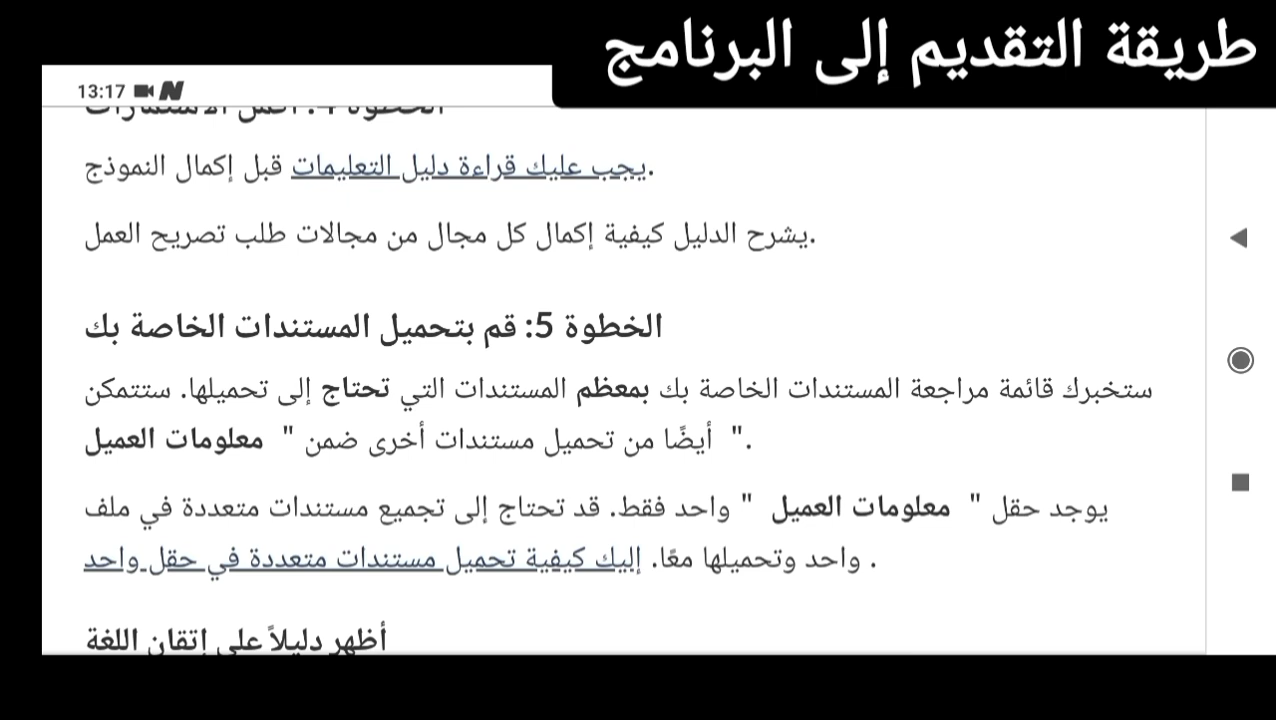 طريقة التقديم إلى البرنامج
13:17
يجب عليك قراءة دليل التعليمات قبل إكمال النموذج.
يشرح الدليل كيفية إكمال كل مجال من مجالات طلب تصريح العمل.
الخطوة 5: قم بتحميل المستندات الخاصة بك
ستخبرك قائمة مراجعة المستندات الخاصة بك بمعظم المستندات التي تحتاج إلى تحميلها. ستتمكن
أيضًا من تحميل مستندات أخرى ضمن " معلومات العميل ".
يوجد حقل " معلومات العميل " واحد فقط. قد تحتاج إلى تجميع مستندات متعددة في ملف
واحد وتحميلها معًا. إليك كيفية تحميل مستندات متعددة في حقل واحد .
أظهر دليلاً على إتقان اللغة